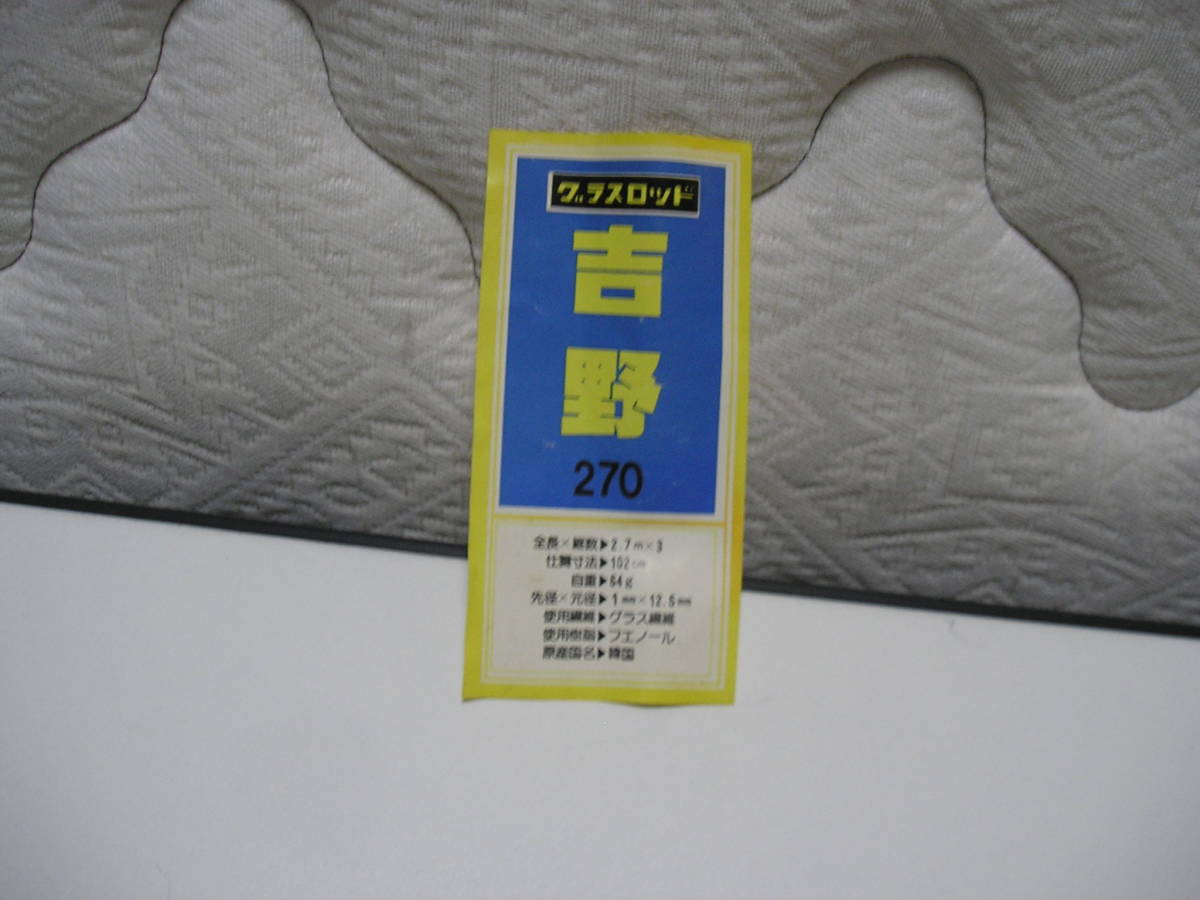 グラスロッド
吉野
270
全長×継数▶2.7m×3
仕舞寸法▶102cm
自重▶64g
先径×元径▶1mm×12.5mm
使用繊維▶グラス繊維
使用樹脂▶フエノール
原産国名▶韓国